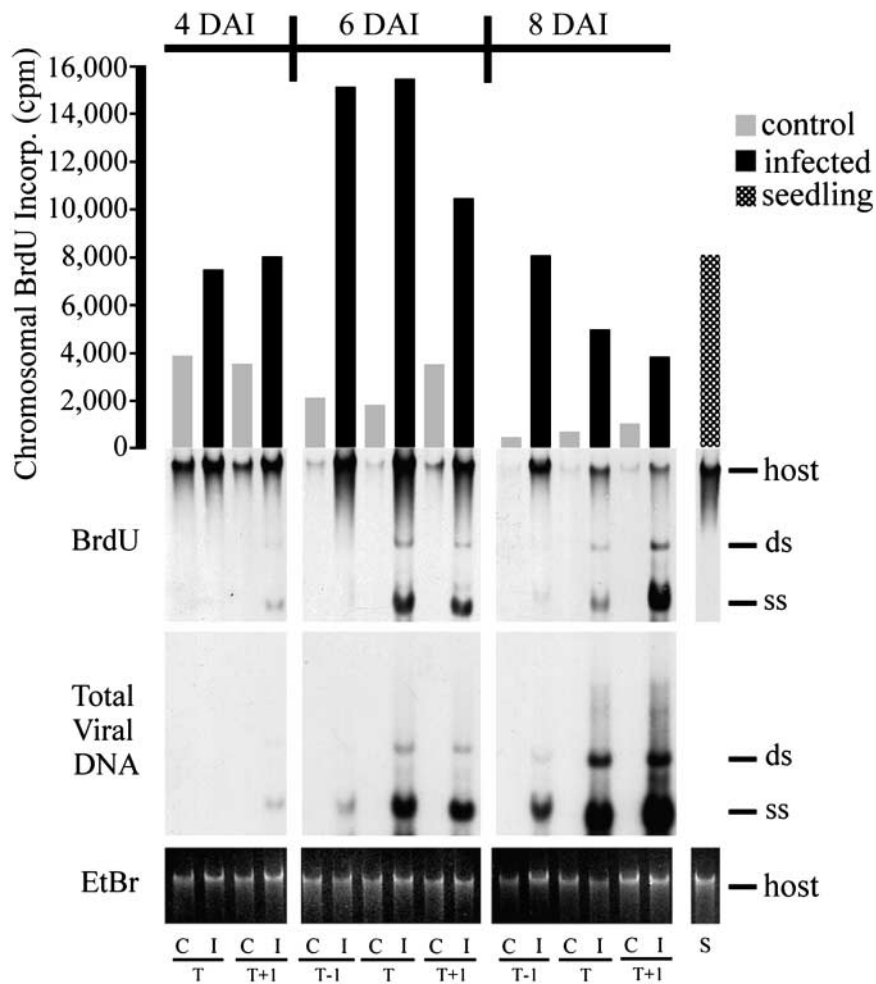 4 DAI 6 DAI 8 DAI
Chromosomal BrdU Incorp. (cpm)
16,000
14,000
12,000
10,000
8,000
6,000
4,000
2,000
0
control
infected
seedling
BrdU
host
ds
ss
Total
Viral
DNA
ds
ss
EtBr
host
C I C I C I C I C I C I C I C I S
T T+1 T-1 T T+1 T-1 T T+1